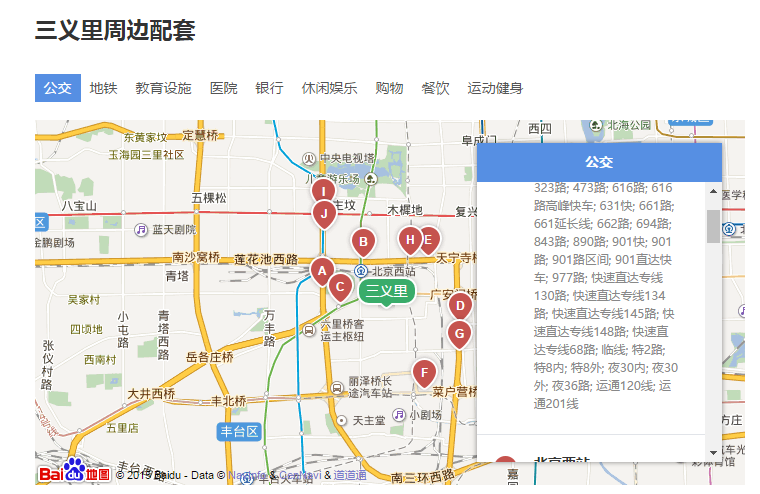 三义里周边配套
公交 地铁 教育设施 医院 银行 休闲娱乐 购物 餐饮 运动健身
东黄家坟
定慧桥
阜成门
西四
北海公园
玉海园三里社区
中央电视塔
公交
八宝山
五棵松
I
木樨地
复兴
J
蓝天剧院
金鹏剧场
B
H
E
南沙窝桥
莲花池西路
天宁寺桥
青塔
A
北京西站
C
三义里
D
吴家村
小屯路
青塔西路
万丰路
六里桥客运主枢纽
四顷地
G
张仪村路
西南村
岳各庄桥
丽泽桥长途汽车站
F
菜户营桥
大井西桥
丰北桥
小剧场
五里店
丰台区
天主堂
南三环西路
323路; 473路; 616路; 616
路高峰快车; 631快; 661路;
661延长线; 662路; 694路;
843路; 890路; 901快; 901
路; 901路区间; 901直达快
车; 977路; 快速直达专线
130路; 快速直达专线134
路; 快速直达专线145路; 快
速直达专线148路; 快速直
达专线68路; 临线; 特2路;
特8内; 特8外; 夜30内; 夜30
外; 夜36路; 运通120线; 运
通201线
北京西站
Bai du 地图
© 2015 Baidu - Data © NavInfo & CenNavi & 道道通